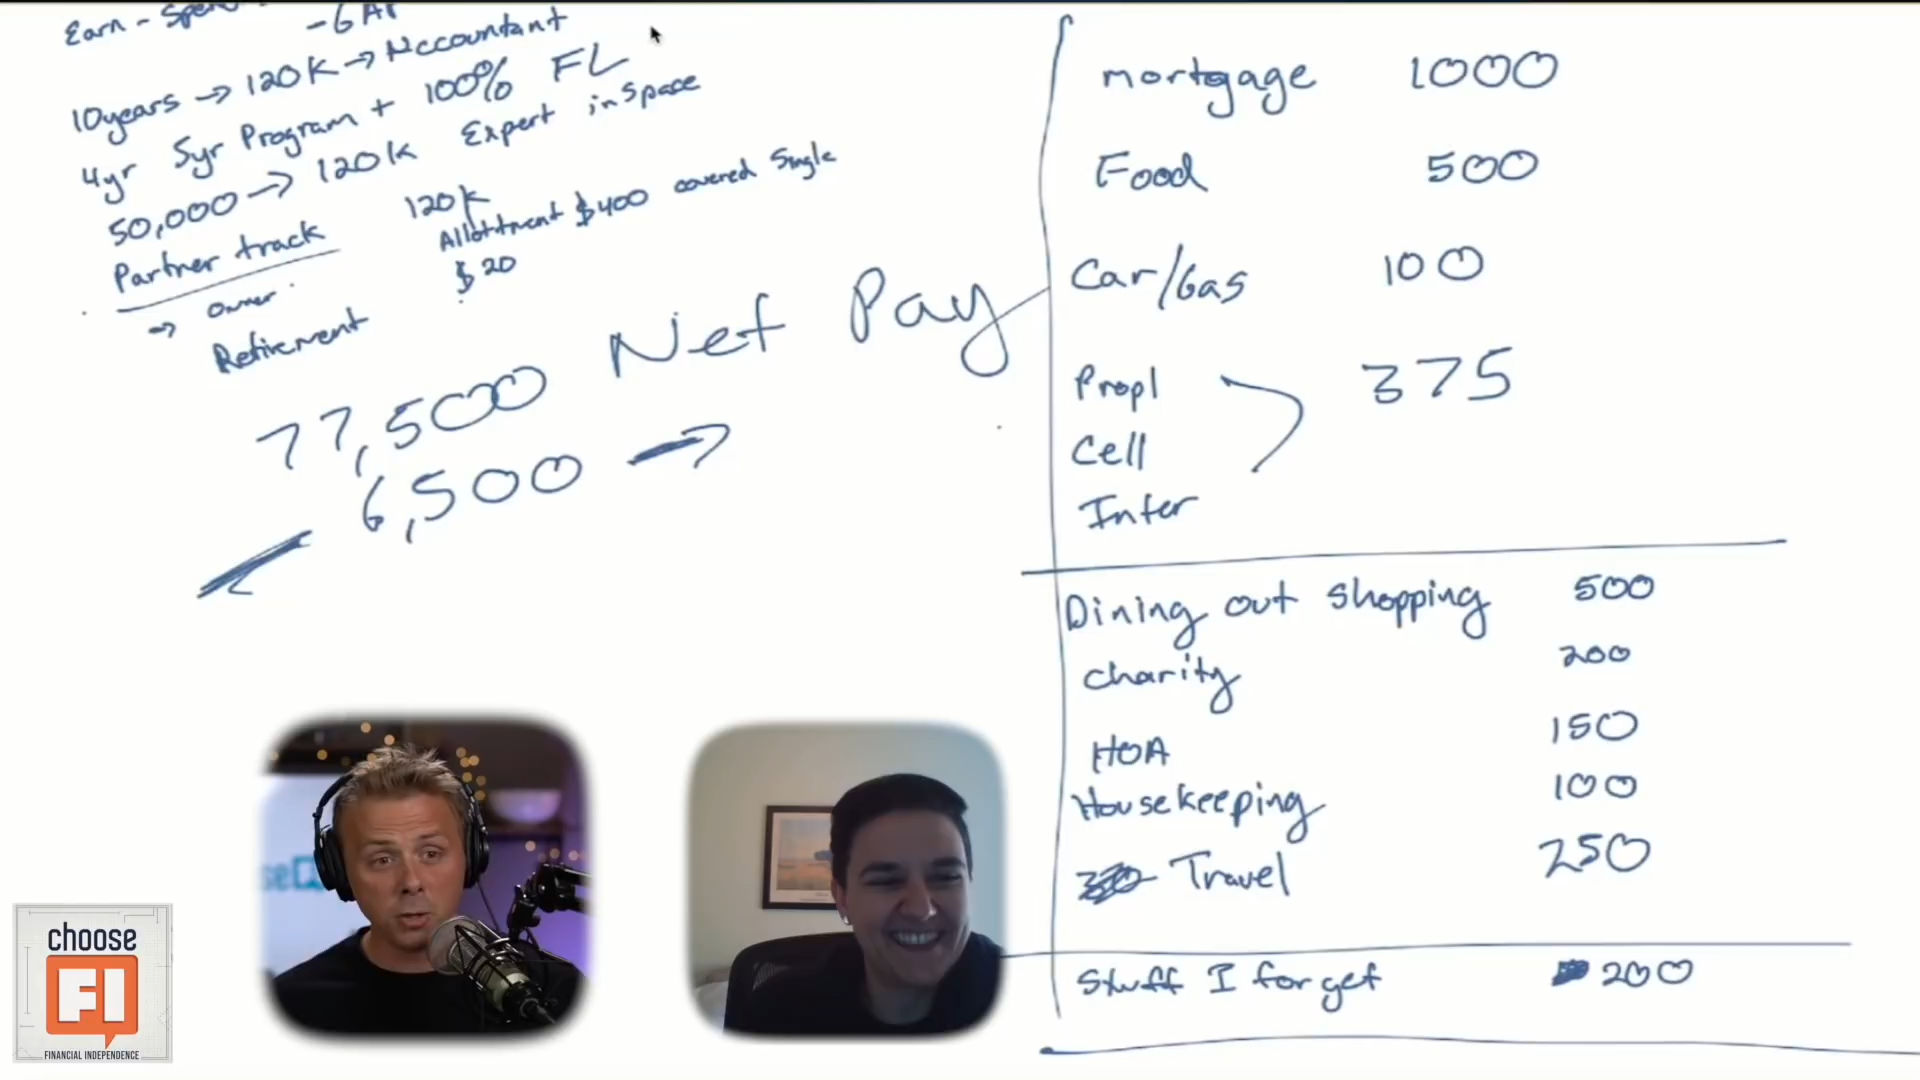 Earn - Spend
- GAP
10years → 120K → Accountant
4yr 5yr Program + 100% FL
50,000 → 120K Expert in Space
Partner track 120K
Allottment $400 covered Single
→ owner $20
Retirement
77,500 Net Pay
6,500 →
mortgage 1000
Food 500
Car/Gas 100
Propl 375
Cell
Inter
Dining out shopping 500
charity 200
HOA 150
Housekeeping 100
Travel 250
Stuff I forget 200
choose
FI
FINANCIAL INDEPENDENCE